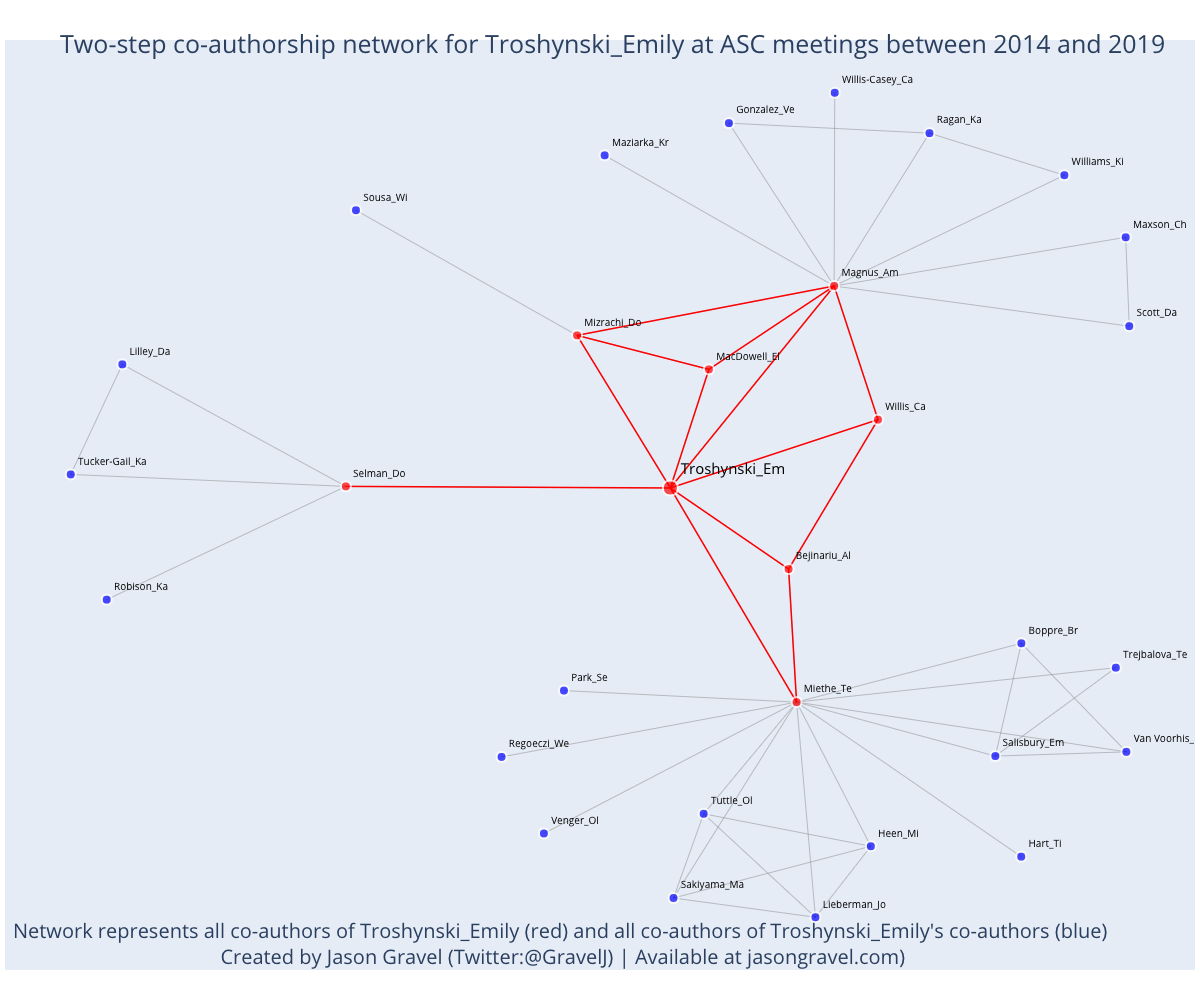 Two-step co-authorship network for Troshynski_Emily at ASC meetings between 2014 and 2019
Willis-Casey_Ca
Gonzalez_Ve
Ragan_Ka
Maziarka_Kr
Williams_Ki
Sousa_Wi
Maxson_Ch
Magnus_Am
Scott_Da
Mizrachi_Do
Lilley_Da
MacDowell_El
Willis_Ca
Tucker-Gail_Ka
Troshynski_Em
Selman_Do
Bejinariu_Al
Robison_Ka
Boppre_Br
Trejbalova_Te
Park_Se
Miethe_Te
Regoeczi_We
Salisbury_Em
Van Voorhis_
Tuttle_Ol
Venger_Ol
Heen_Mi
Hart_Ti
Sakiyama_Ma
Lieberman_Jo
Network represents all co-authors of Troshynski_Emily (red) and all co-authors of Troshynski_Emily's co-authors (blue)
Created by Jason Gravel (Twitter:@GravelJ) | Available at jasongravel.com)